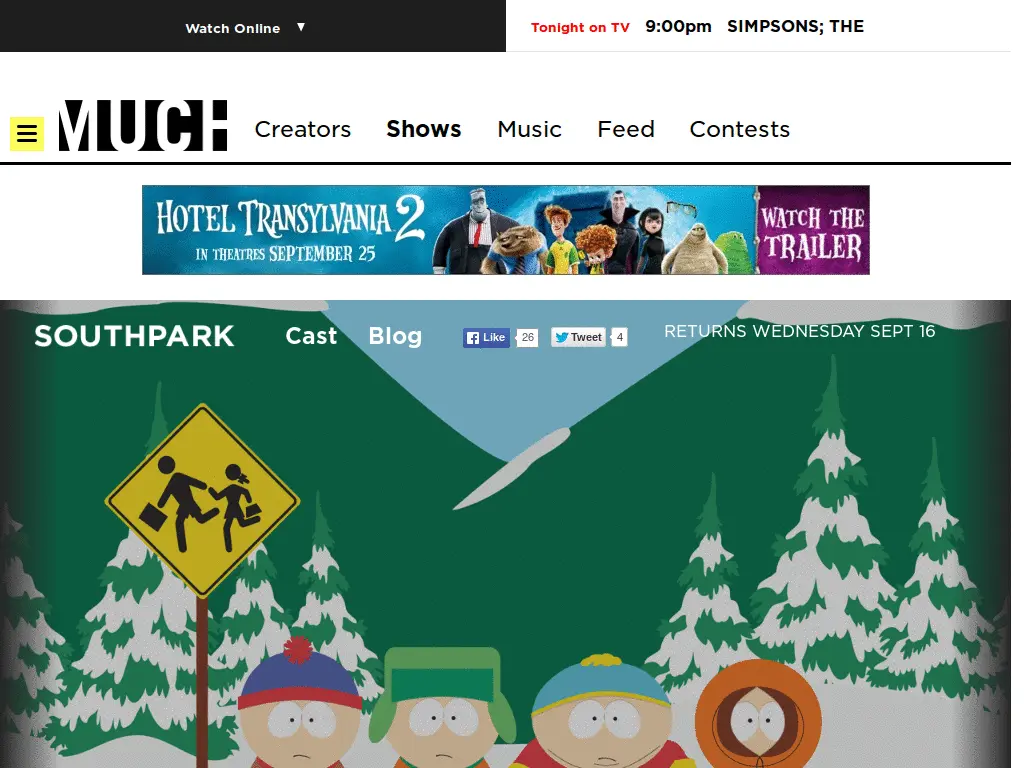 Watch Online ▼
Tonight on TV 9:00pm SIMPSONS; THE
MUCH
Creators Shows Music Feed Contests
HOTEL TRANSYLVANIA 2
IN THEATRES SEPTEMBER 25
WATCH THE
TRAILER
SOUTHPARK Cast Blog Like 26 Tweet 4 RETURNS WEDNESDAY SEPT 16